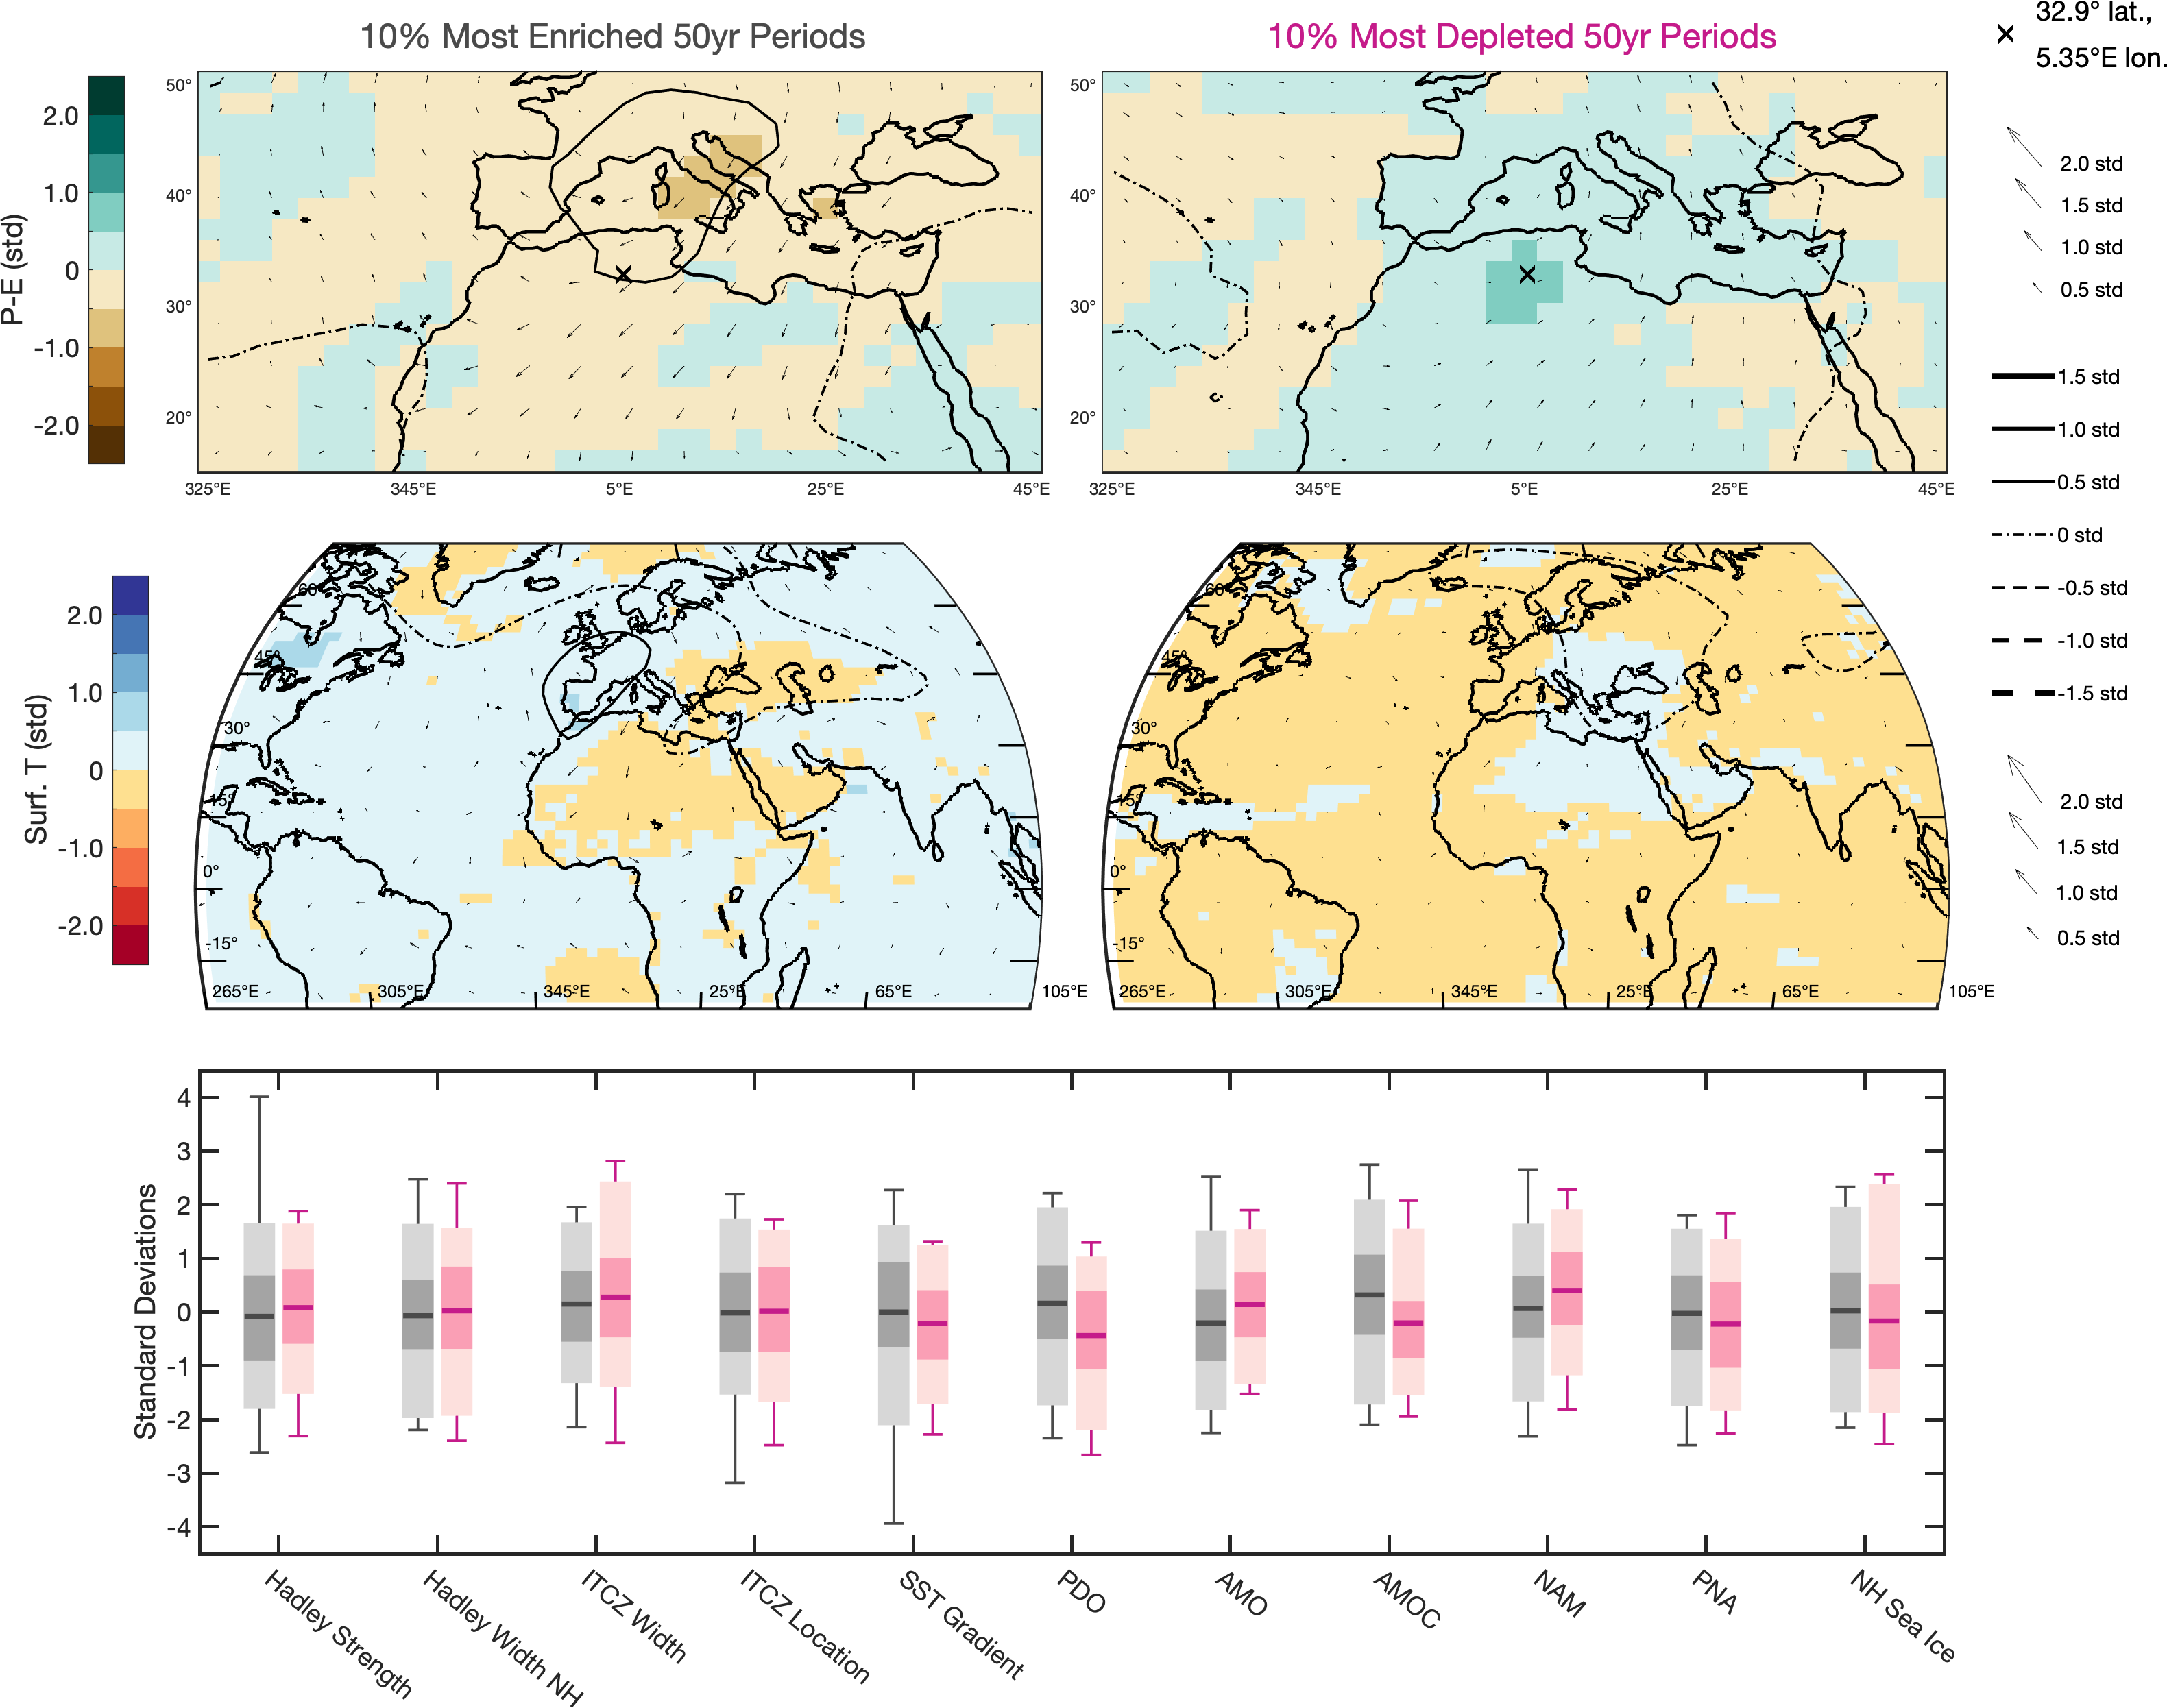 10% Most Enriched 50yr Periods
10% Most Depleted 50yr Periods
32.9° lat.,
5.35°E lon.
P-E (std)
2.0
1.0
0
-1.0
-2.0
50°
40°
30°
20°
325°E
345°E
5°E
25°E
45°E
50°
40°
30°
20°
325°E
345°E
5°E
25°E
45°E
2.0 std
1.5 std
1.0 std
0.5 std
1.5 std
1.0 std
0.5 std
0 std
-0.5 std
-1.0 std
-1.5 std
Surf. T (std)
2.0
1.0
0
-1.0
-2.0
60°
45°
30°
15°
0°
-15°
265°E
305°E
345°E
25°E
65°E
105°E
60°
45°
30°
15°
0°
-15°
265°E
305°E
345°E
25°E
65°E
105°E
2.0 std
1.5 std
1.0 std
0.5 std
Standard Deviations
4
3
2
1
0
-1
-2
-3
-4
Hadley Strength
Hadley Width NH
ITCZ Width
ITCZ Location
SST Gradient
PDO
AMO
AMOC
NAM
PNA
NH Sea Ice